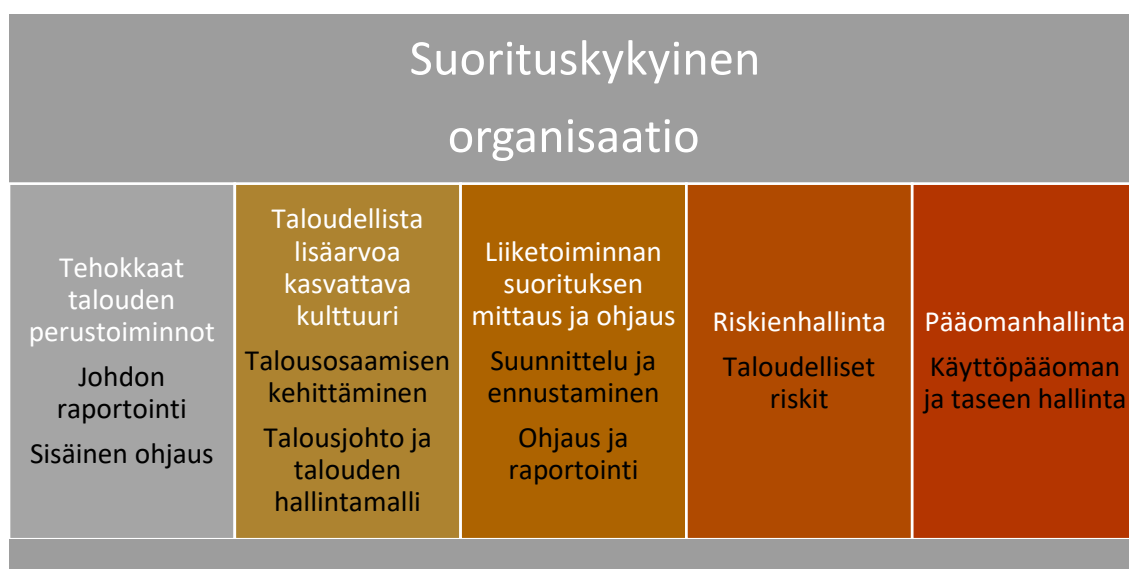 Suorituskykyinen
organisaatio
Tehokkaat
talouden
perustoiminnot
Johdon
raportointi
Sisäinen ohjaus
Taloudellista
lisäarvoa
kasvattava
kulttuuri
Talousosaamisen
kehittäminen
Talousjohto ja
talouden
hallintamalli
Liiketoiminnan
suorituksen
mittaus ja ohjaus
Suunnittelu ja
ennustaminen
Ohjaus ja
raportointi
Riskienhallinta
Taloudelliset
riskit
Pääomanhallinta
Käyttöpääoman
ja taseen hallinta